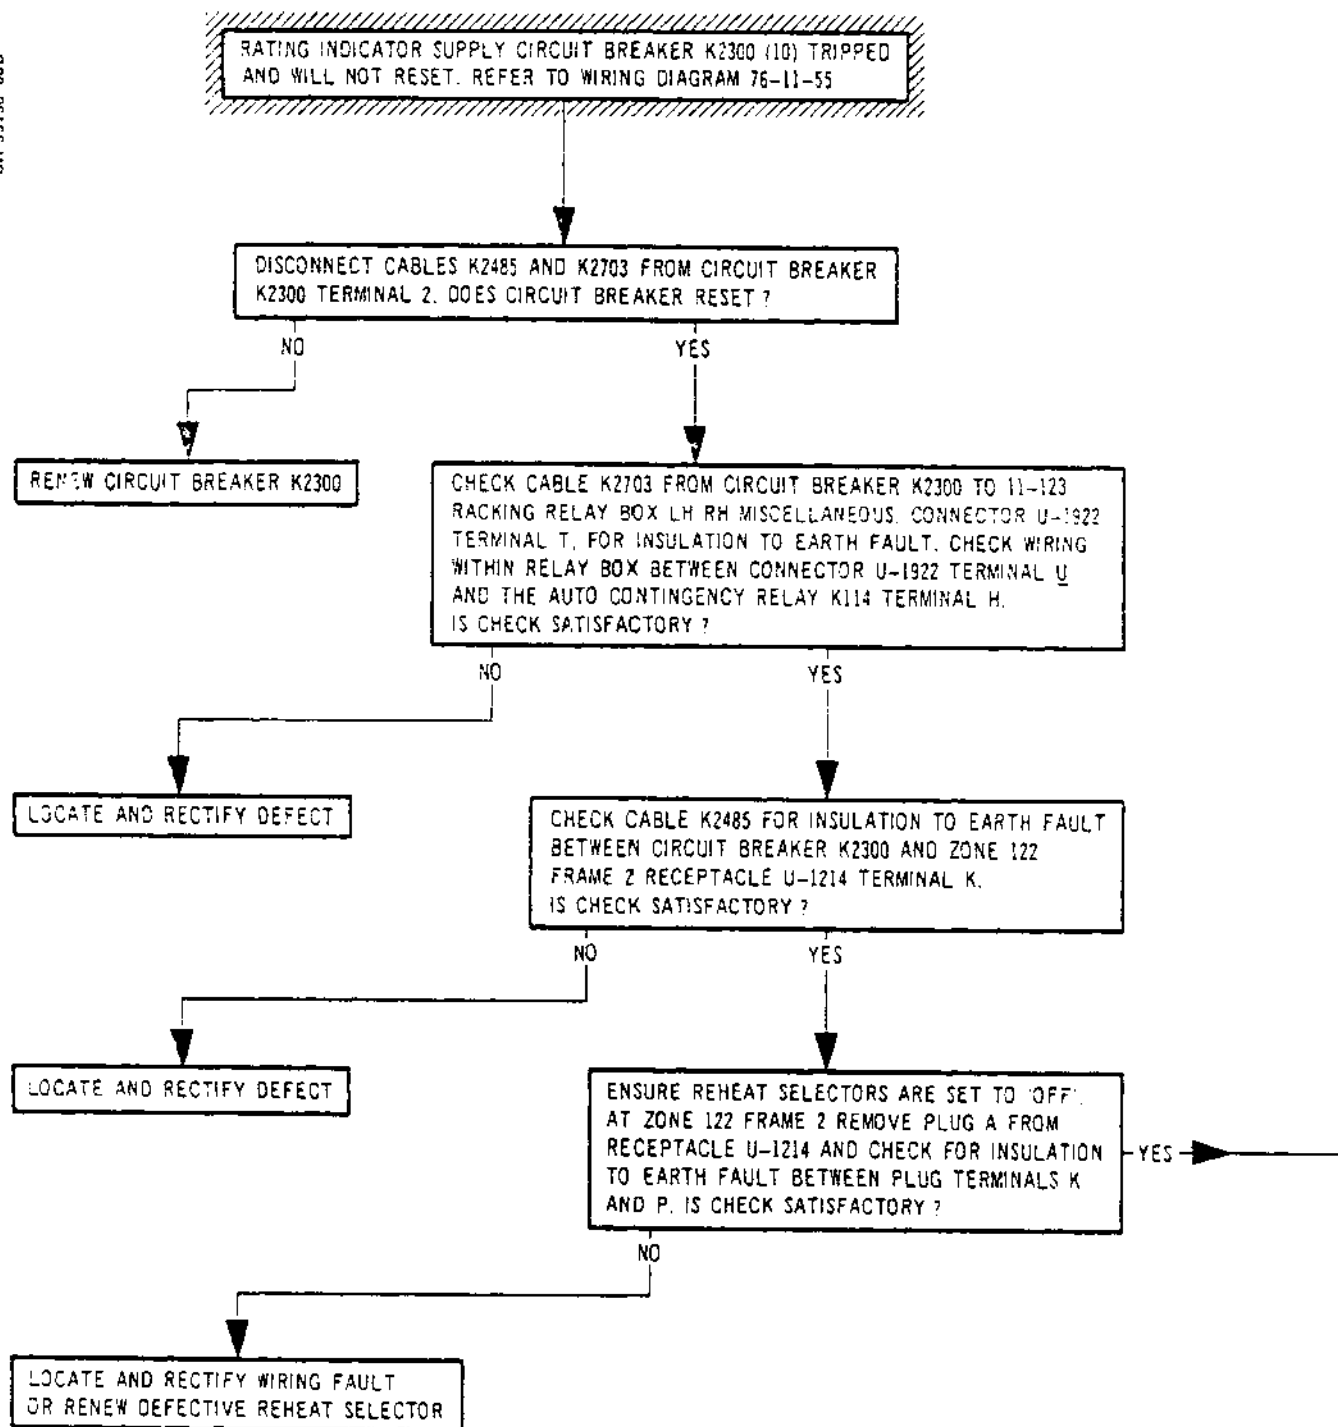 RATING INDICATOR SUPPLY CIRCUIT BREAKER K2300 (10) TRIPPED
AND WILL NOT RESET. REFER TO WIRING DIAGRAM 76-11-55
DISCONNECT CABLES K2485 AND K2703 FROM CIRCUIT BREAKER
K2300 TERMINAL 2. DOES CIRCUIT BREAKER RESET ?
NO
YES
RENEW CIRCUIT BREAKER K2300
CHECK CABLE K2703 FROM CIRCUIT BREAKER K2300 TO 11-123
RACKING RELAY BOX LH RH MISCELLANEOUS. CONNECTOR U-1922
TERMINAL T, FOR INSULATION TO EARTH FAULT. CHECK WIRING
WITHIN RELAY BOX BETWEEN CONNECTOR U-1922 TERMINAL U
AND THE AUTO CONTINGENCY RELAY K114 TERMINAL H.
IS CHECK SATISFACTORY ?
NO
YES
LOCATE AND RECTIFY DEFECT
CHECK CABLE K2485 FOR INSULATION TO EARTH FAULT
BETWEEN CIRCUIT BREAKER K2300 AND ZONE 122
FRAME 2 RECEPTACLE U-1214 TERMINAL K.
IS CHECK SATISFACTORY ?
NO
YES
LOCATE AND RECTIFY DEFECT
ENSURE REHEAT SELECTORS ARE SET TO 'OFF'.
AT ZONE 122 FRAME 2 REMOVE PLUG A FROM
RECEPTACLE U-1214 AND CHECK FOR INSULATION
TO EARTH FAULT BETWEEN PLUG TERMINALS K
AND P. IS CHECK SATISFACTORY ?
YES
NO
LOCATE AND RECTIFY WIRING FAULT
OR RENEW DEFECTIVE REHEAT SELECTOR